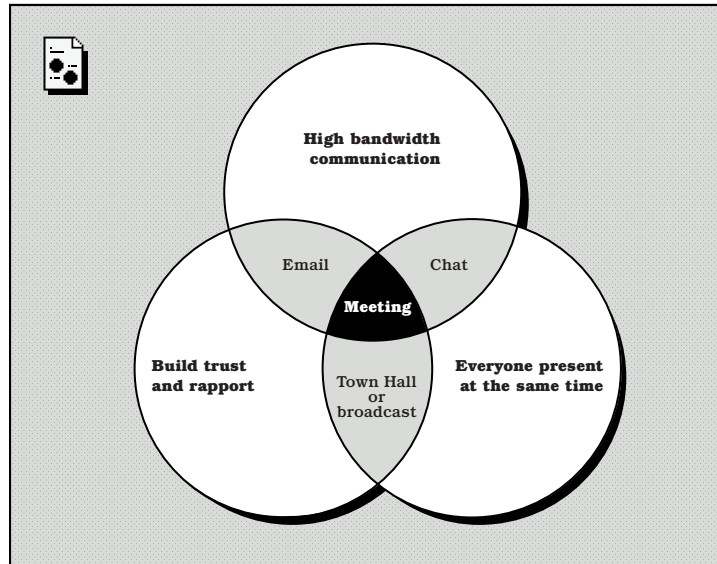 High bandwidth
communication
Email
Chat
Meeting
Build trust
and rapport
Everyone present
at the same time
Town Hall
or
broadcast